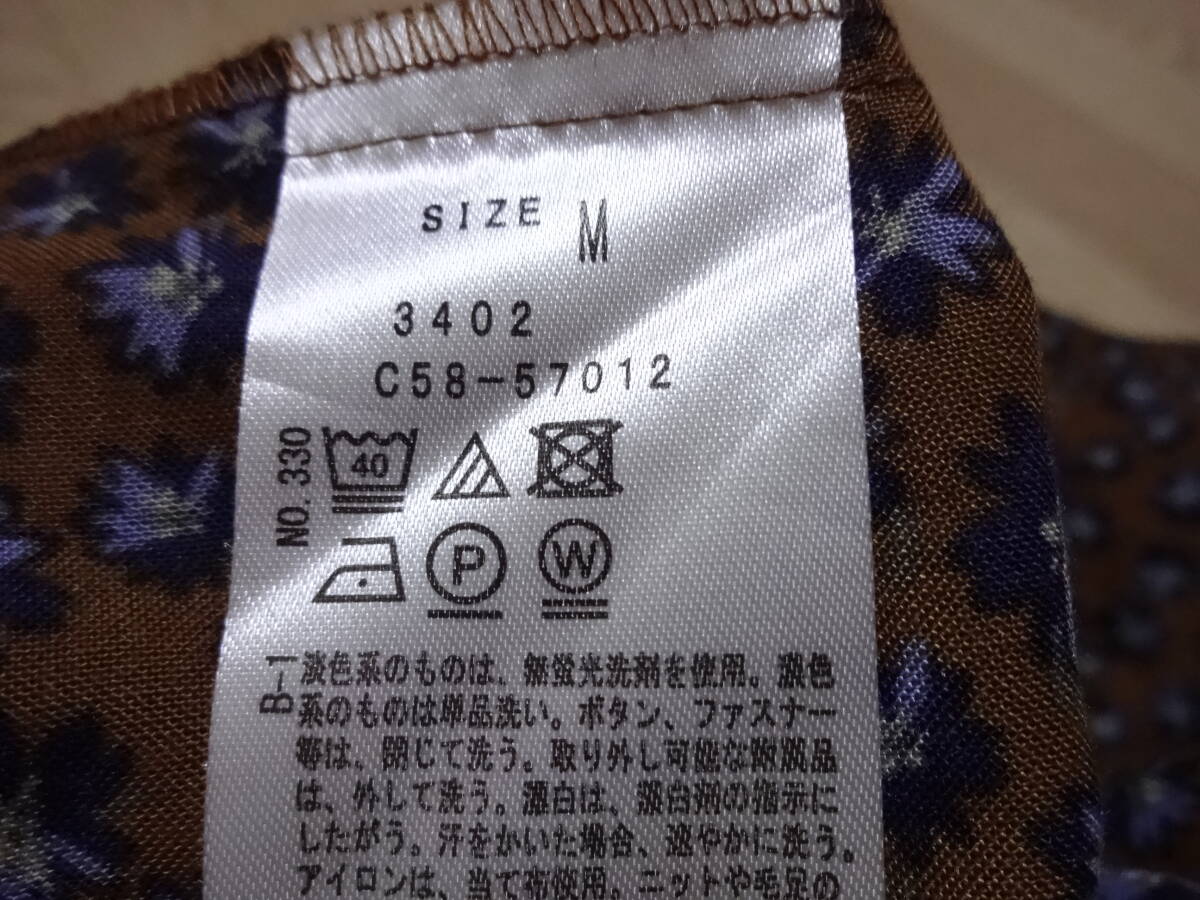 SIZE M
3402
C58-57012
NO. 330
40
P
W
B-1
淡色系のものは、無蛍光洗剤を使用。濃色
系のものは単品洗い。ボタン、ファスナー
等は、閉じて洗う。取り外し可能な附属品
は、外して洗う。漂白は、漂白剤の指示に
したがう。汗をかいた場合、速やかに洗う。
アイロンは、当て布使用。ニットや毛足の